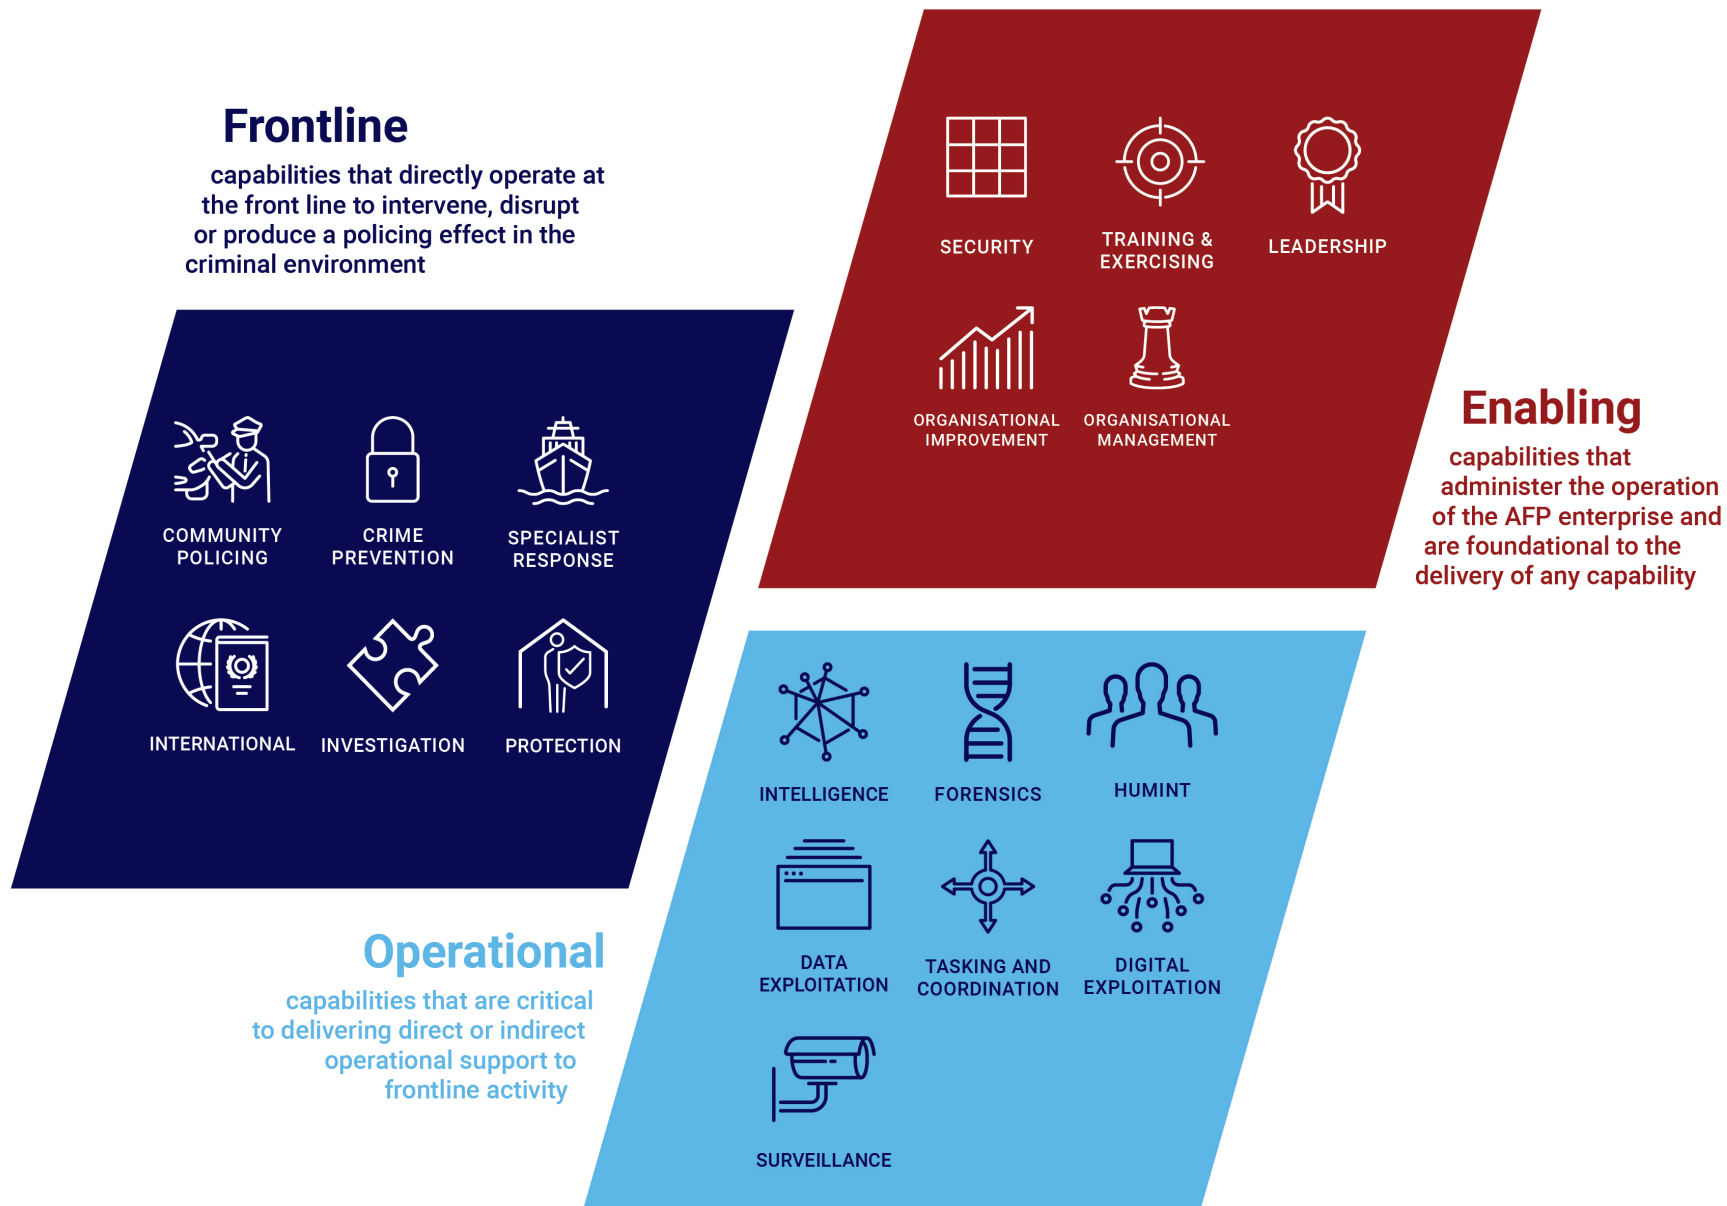 Frontline
capabilities that directly operate at
the front line to intervene, disrupt
or produce a policing effect in the
criminal environment
COMMUNITY
POLICING
CRIME
PREVENTION
SPECIALIST
RESPONSE
INTERNATIONAL
INVESTIGATION
PROTECTION
SECURITY
TRAINING &
EXERCISING
LEADERSHIP
ORGANISATIONAL
IMPROVEMENT
ORGANISATIONAL
MANAGEMENT
Enabling
capabilities that
administer the operation
of the AFP enterprise and
are foundational to the
delivery of any capability
Operational
capabilities that are critical
to delivering direct or indirect
operational support to
frontline activity
INTELLIGENCE
FORENSICS
HUMINT
DATA
EXPLOITATION
TASKING AND
COORDINATION
DIGITAL
EXPLOITATION
SURVEILLANCE